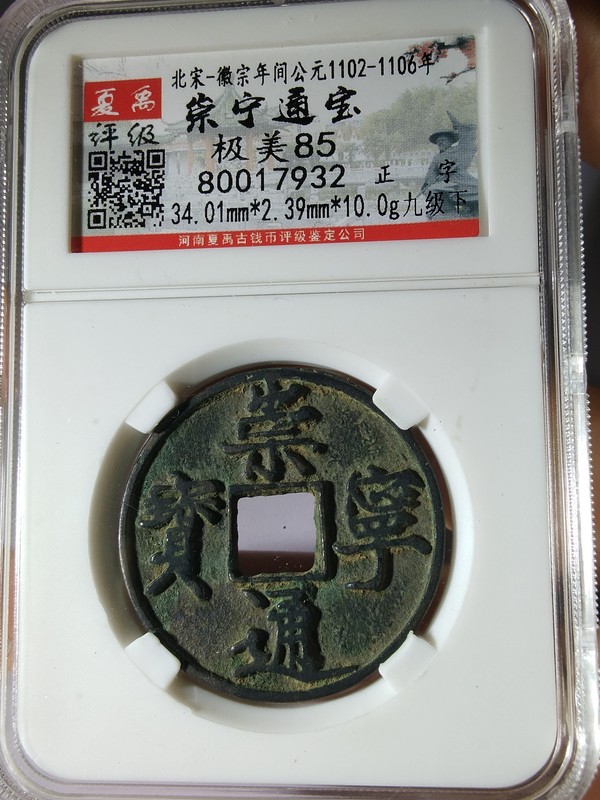 北宋-徽宗年间公元1102-1106年
夏禹
评级
崇宁通宝
极美85
80017932 正 字
34.01mm*2.39mm*10.0g九级下
河南夏禹古钱币评级鉴定公司
崇
寧
通
寳